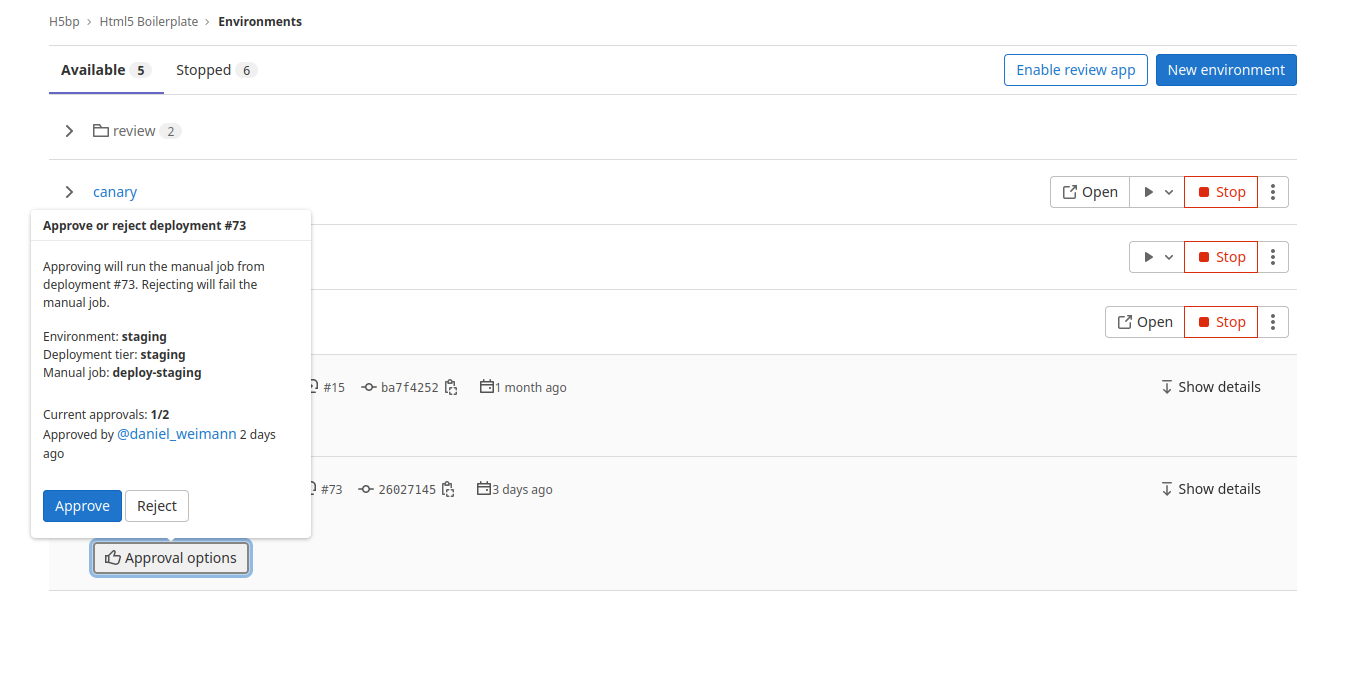 H5bp > Html5 Boilerplate > Environments
Available 5 Stopped 6 Enable review app New environment
review 2
canary Open Stop
Approve or reject deployment #73
Approving will run the manual job from
deployment #73. Rejecting will fail the
manual job.
Environment: staging
Deployment tier: staging
Manual job: deploy-staging
Current approvals: 1/2
Approved by @daniel_weimann 2 days
ago
Approve Reject
Stop
Open Stop
#15 ba7f4252 1 month ago Show details
#73 26027145 3 days ago Show details
Approval options